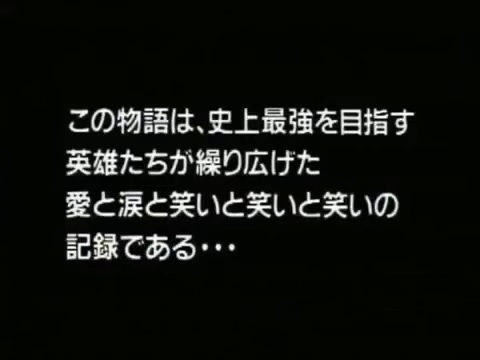 この物語は、史上最強を目指す
英雄たちが繰り広げた
愛と涙と笑いと笑いと笑いの
記録である・・・